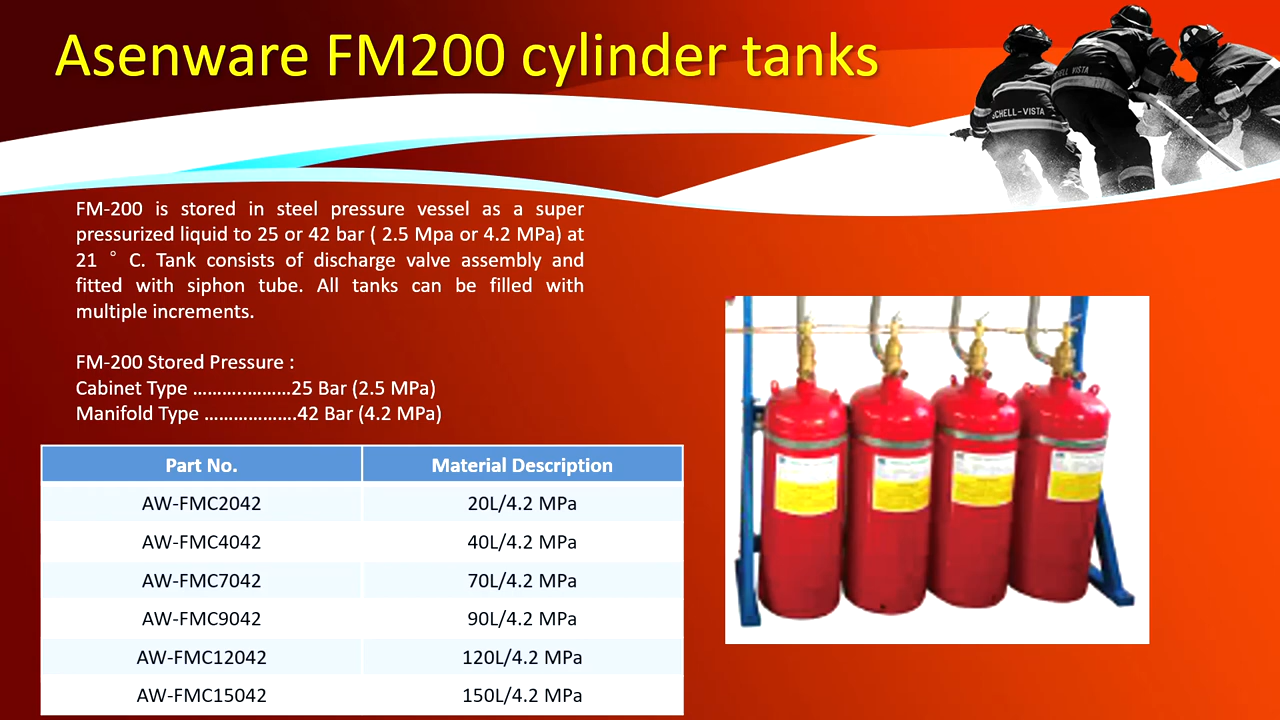 Asenware FM200 cylinder tanks
SCHELL-VISTA
SCHELL VISTA
FM-200 is stored in steel pressure vessel as a super
pressurized liquid to 25 or 42 bar ( 2.5 Mpa or 4.2 MPa) at
21 ° C. Tank consists of discharge valve assembly and
fitted with siphon tube. All tanks can be filled with
multiple increments.
FM-200 Stored Pressure :
Cabinet Type ………..………25 Bar (2.5 MPa)
Manifold Type ……………….42 Bar (4.2 MPa)
Part No. Material Description
AW-FMC2042 20L/4.2 MPa
AW-FMC4042 40L/4.2 MPa
AW-FMC7042 70L/4.2 MPa
AW-FMC9042 90L/4.2 MPa
AW-FMC12042 120L/4.2 MPa
AW-FMC15042 150L/4.2 MPa